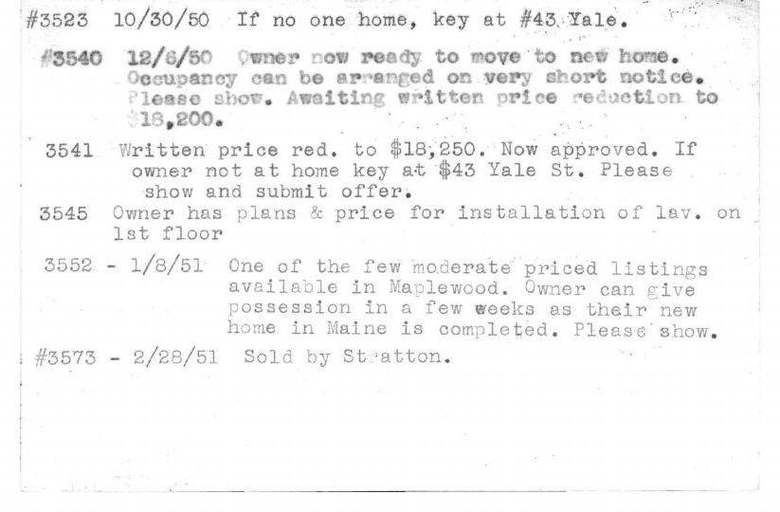 #3523 10/30/50 If no one home, key at #43 Yale.
#3540 12/6/50 Owner now ready to move to new home.
Occupancy can be arranged on very short notice.
Please show. Awaiting written price reduction to
$18,200.
3541 Written price red. to $18,250. Now approved. If
owner not at home key at $43 Yale St. Please
show and submit offer.
3545 Owner has plans & price for installation of lav. on
1st floor
3552 - 1/8/51 One of the few moderate priced listings
available in Maplewood. Owner can give
possession in a few weeks as their new
home in Maine is completed. Please show.
#3573 - 2/28/51 Sold by Stratton.